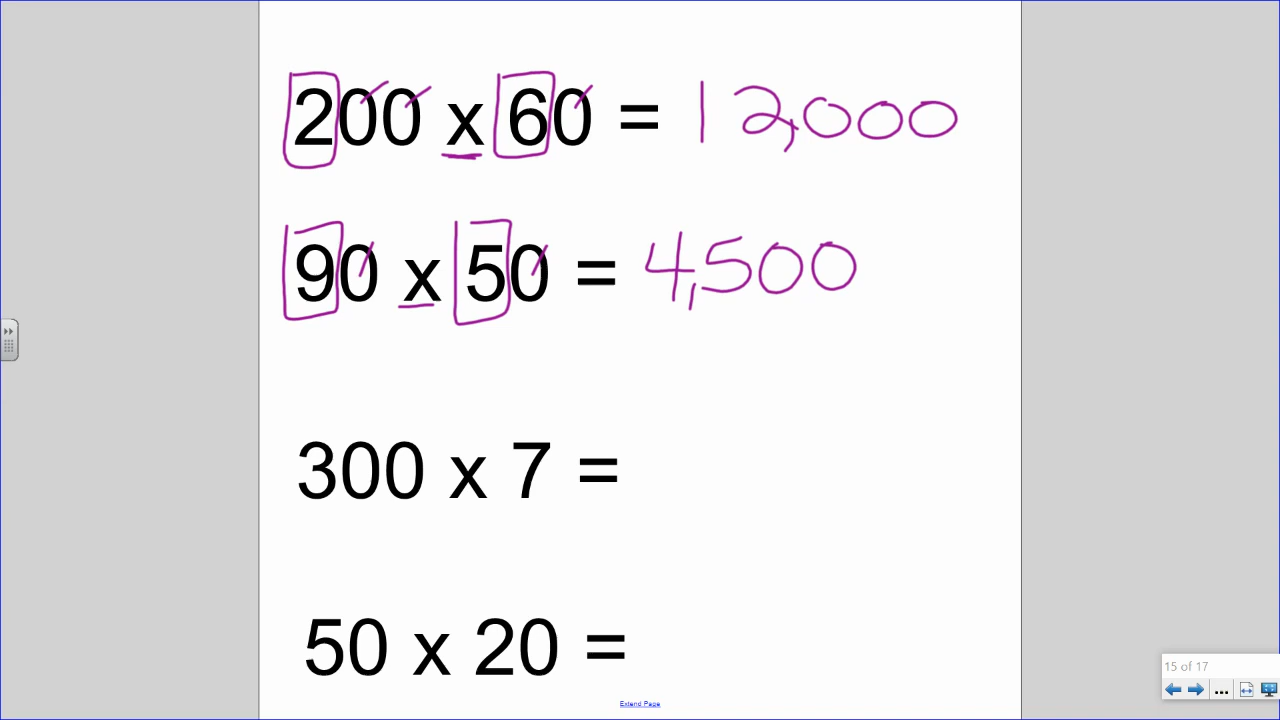 200 x 60 = 12,000
90 x 50 = 4,500
300 x 7 =
50 x 20 =
Extend Page
15 of 17